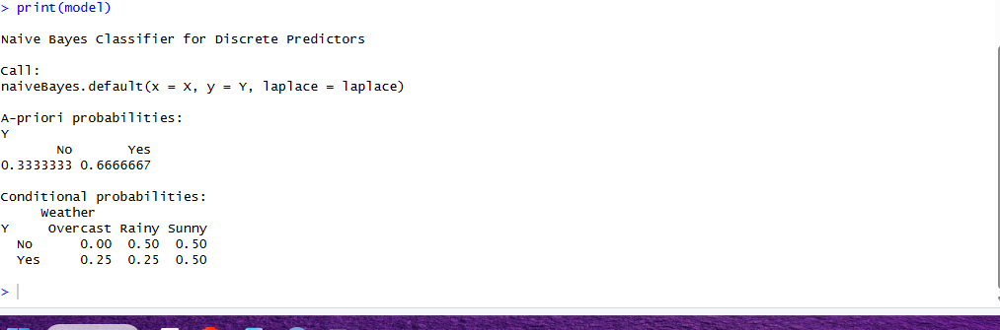 > print(model)
Naive Bayes Classifier for Discrete Predictors
Call:
naiveBayes.default(x = X, y = Y, laplace = laplace)
A-priori probabilities:
Y
No Yes
0.3333333 0.6666667
Conditional probabilities:
Weather
Y Overcast Rainy Sunny
No 0.00 0.50 0.50
Yes 0.25 0.25 0.50
>